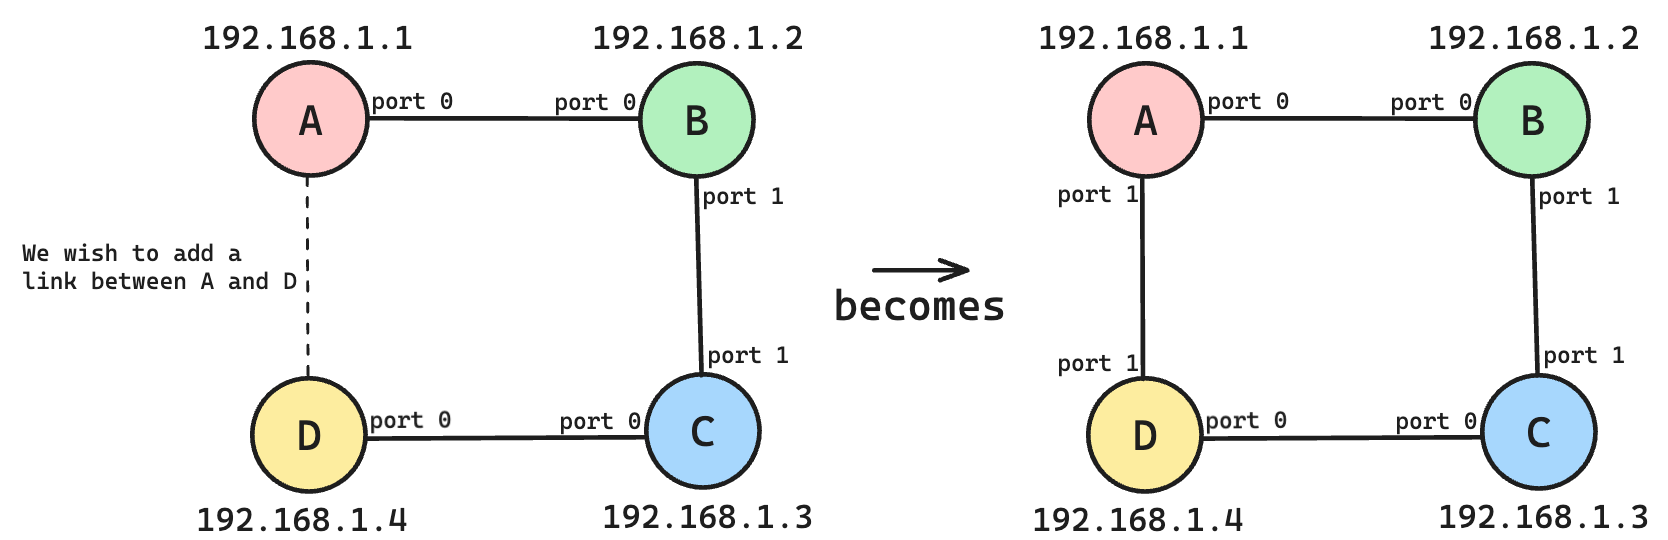 192.168.1.1
192.168.1.2
A
port 0
port 0
B
port 1
We wish to add a
link between A and D
port 1
D
port 0
port 0
C
192.168.1.4
192.168.1.3
becomes
192.168.1.1
192.168.1.2
A
port 0
port 0
B
port 1
port 1
port 1
port 1
D
port 0
port 0
C
192.168.1.4
192.168.1.3